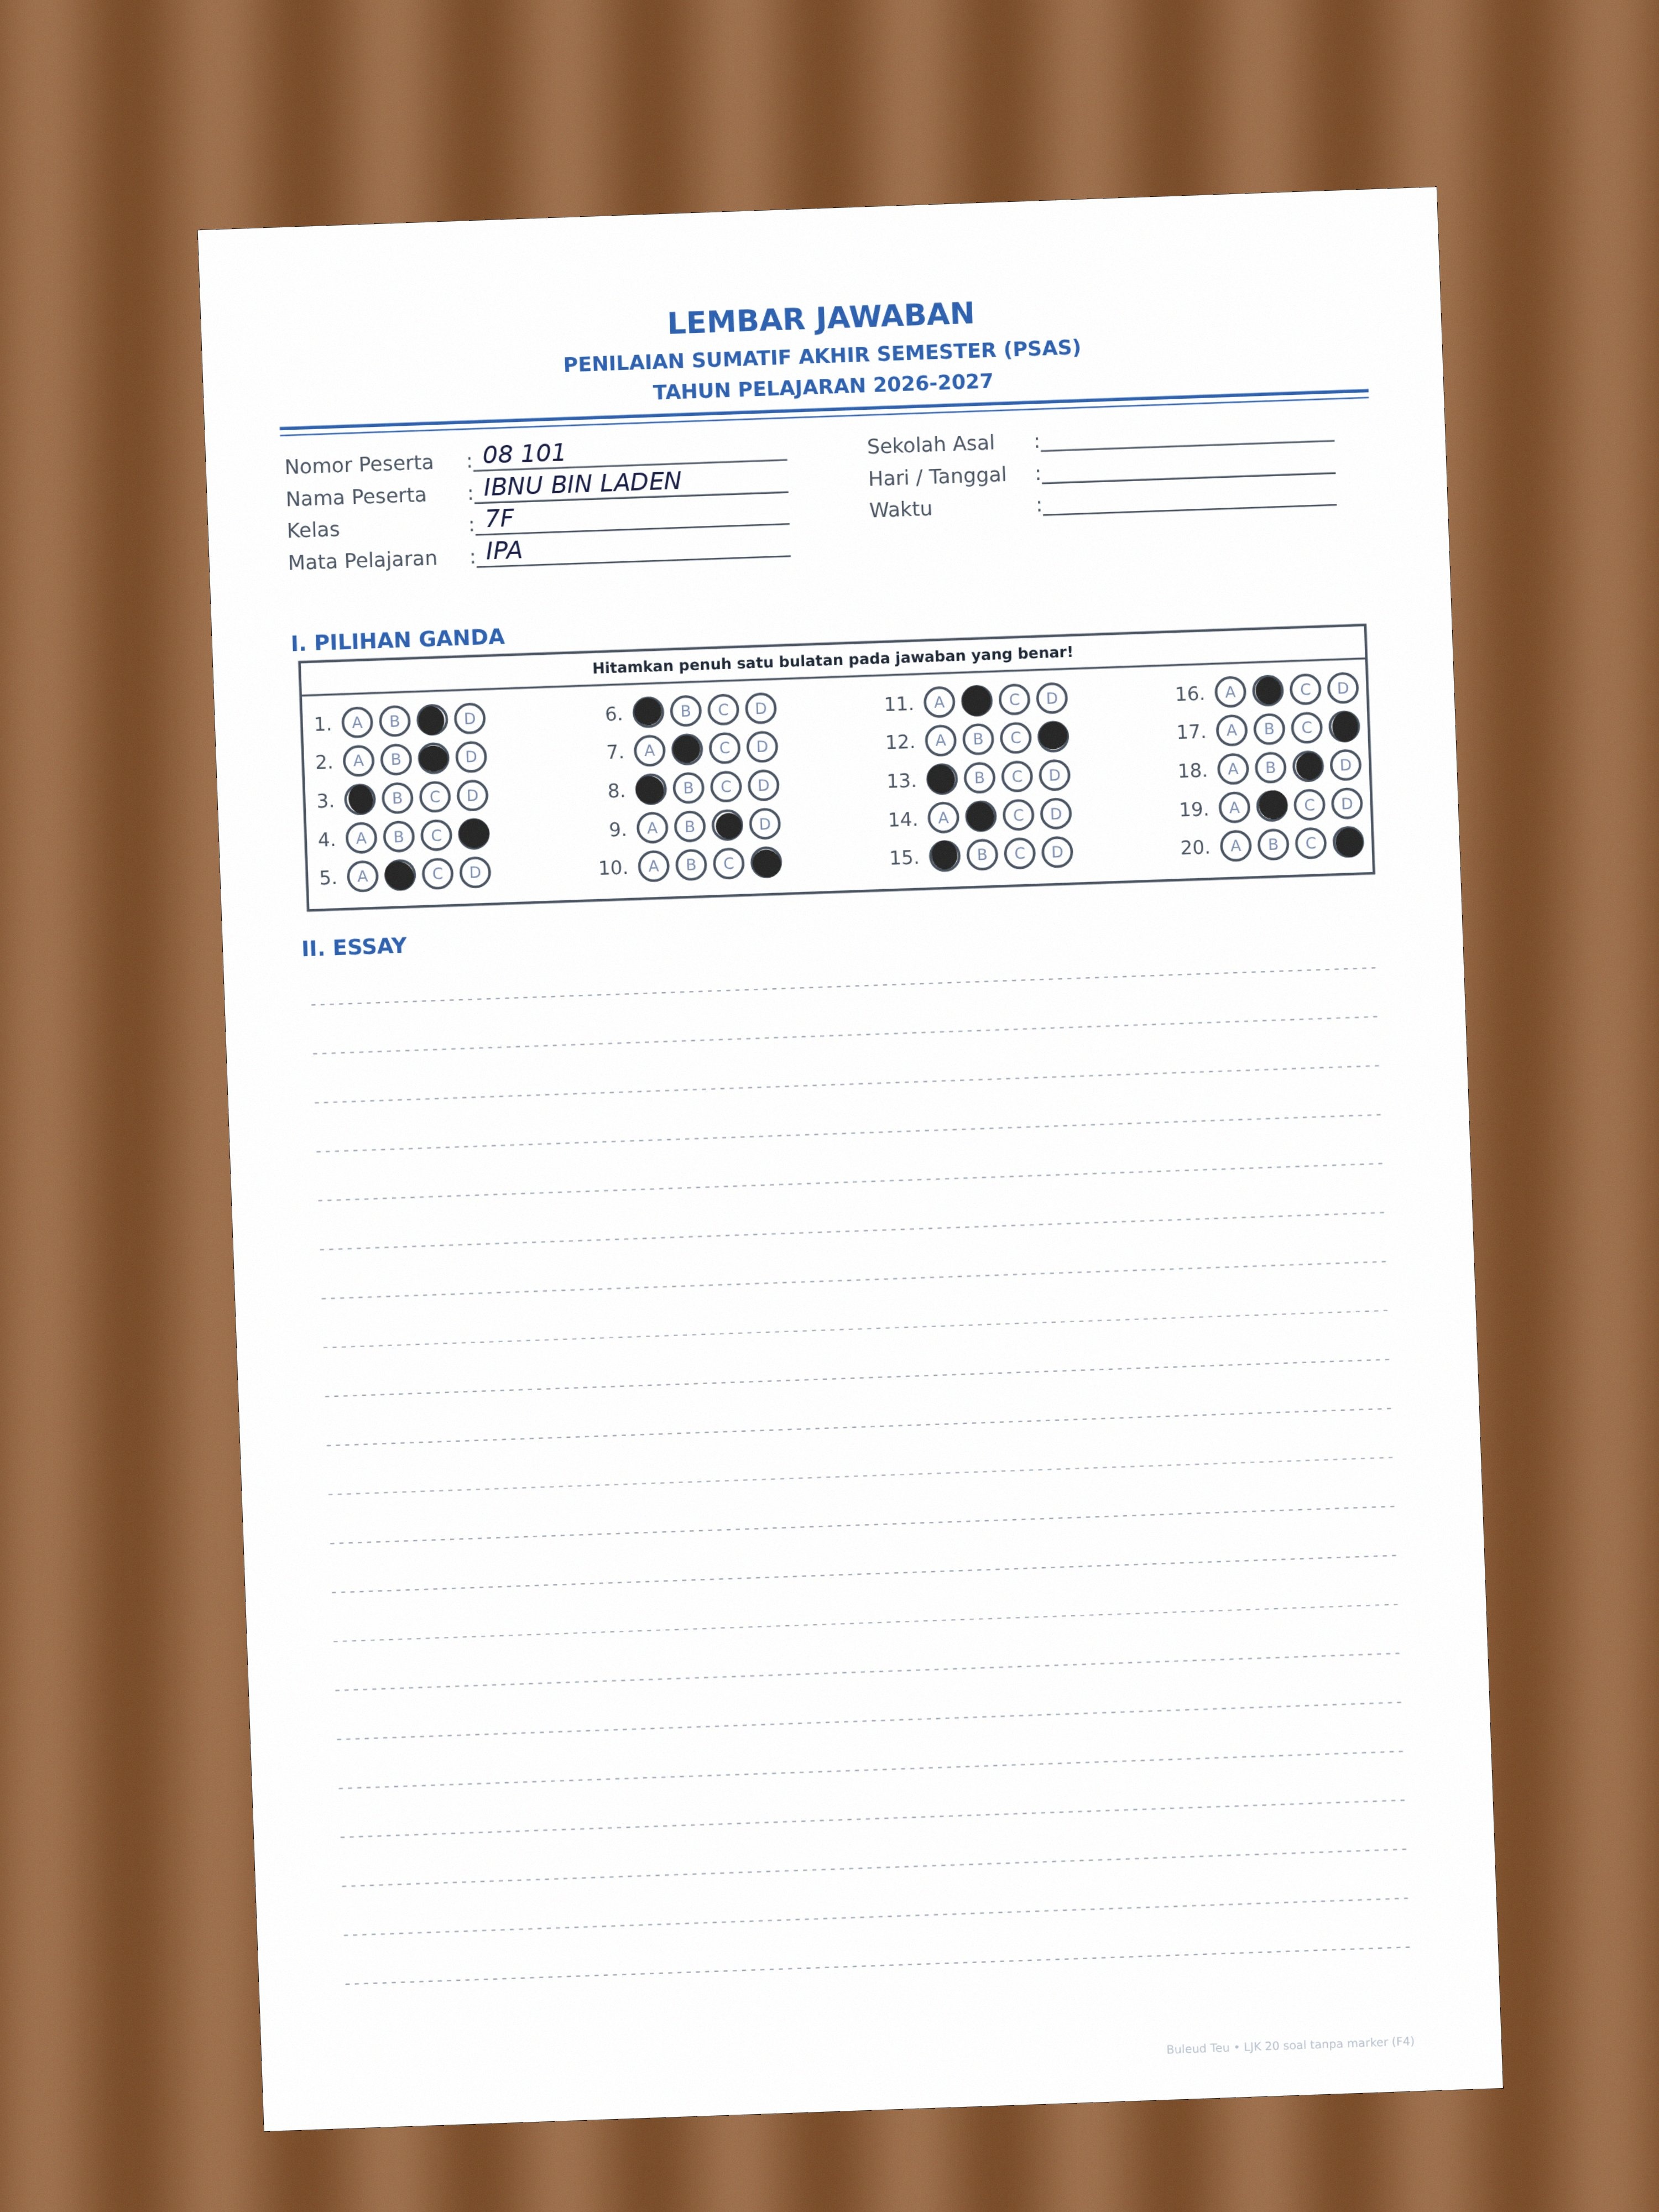 LEMBAR JAWABAN
PENILAIAN SUMATIF AKHIR SEMESTER (PSAS)
TAHUN PELAJARAN 2026-2027
Nomor Peserta : 08 101
Nama Peserta : IBNU BIN LADEN
Kelas : 7F
Mata Pelajaran : IPA
Sekolah Asal :
Hari / Tanggal :
Waktu :
I. PILIHAN GANDA
Hitamkan penuh satu bulatan pada jawaban yang benar!
1. A B D
2. A B D
3. B C D
4. A B C
5. A C D
6. B C D
7. A C D
8. B C D
9. A B D
10. A B C
11. A C D
12. A B C
13. B C D
14. A C D
15. B C D
16. A C D
17. A B C
18. A B D
19. A C D
20. A B C
II. ESSAY
Buleud Teu • LJK 20 soal tanpa marker (F4)